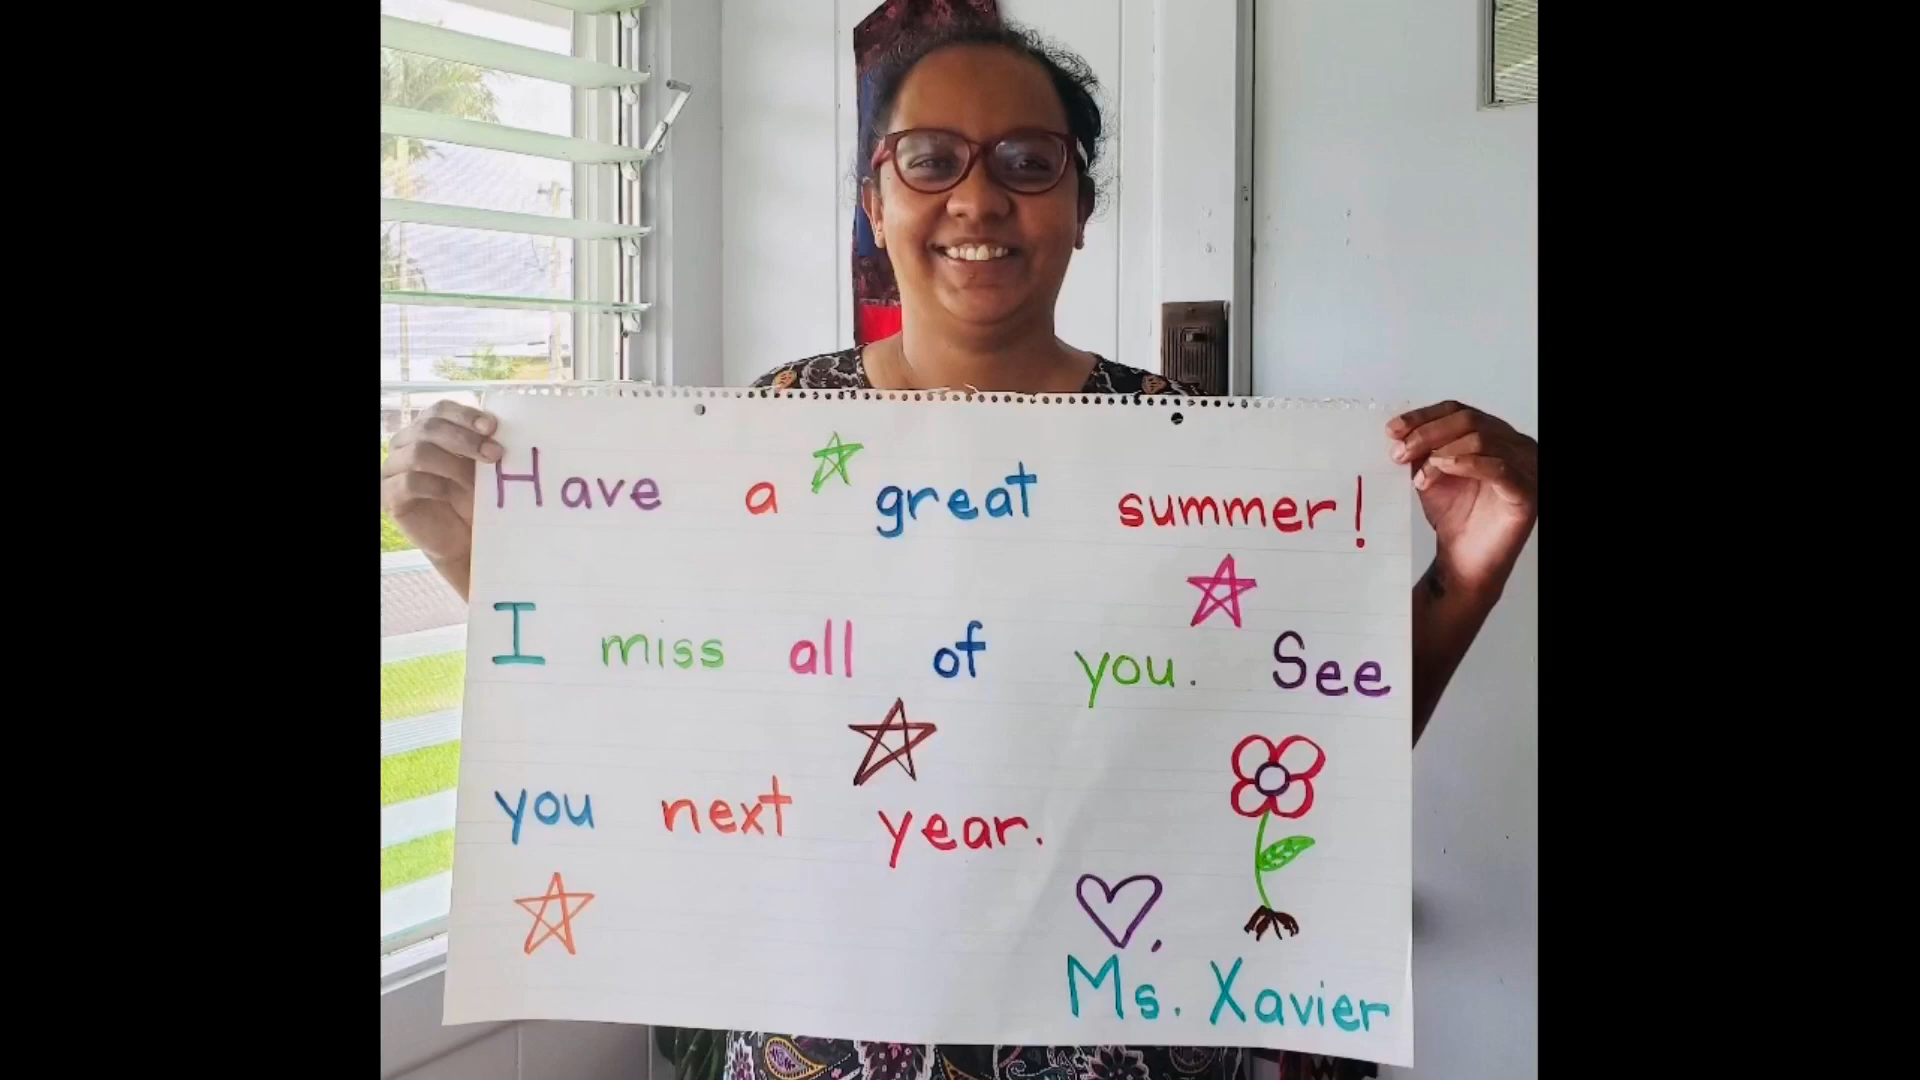 Have a great summer!
I miss all of you. See
you next year.
♡,
Ms. Xavier